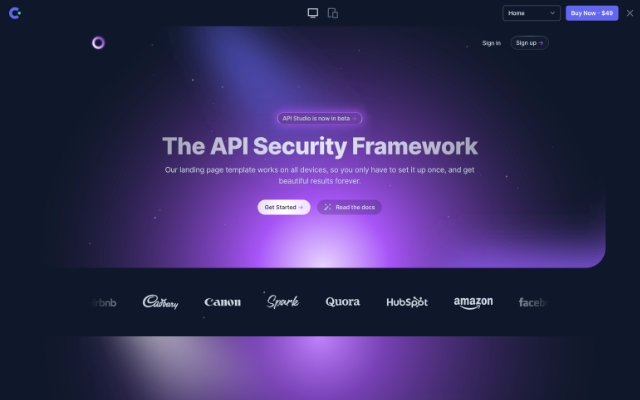 Home
Buy Now · $49
Sign in
Sign up →
API Studio is now in beta →
The API Security Framework
Our landing page template works on all devices, so you only have to set it up once, and get
beautiful results forever.
Get Started →
Read the docs
Cadbury
Canon
Spark
Quora
HubSpot
amazon